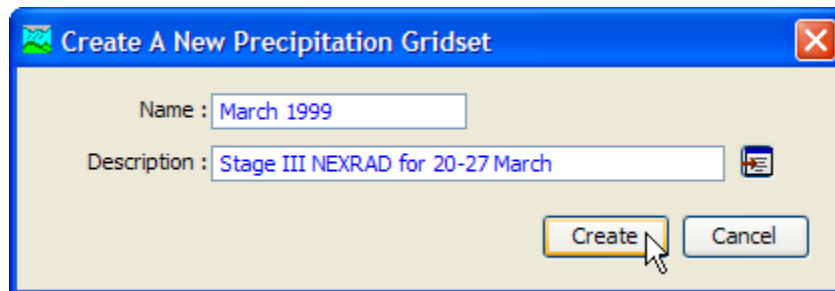 Create A New Precipitation Gridset
Name : March 1999
Description : Stage III NEXRAD for 20-27 March
Create Cancel